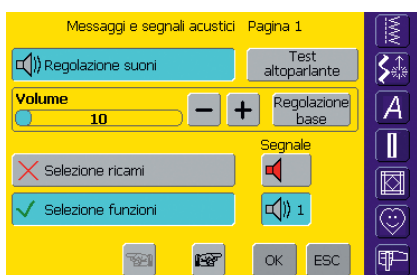 Messaggi e segnali acustici Pagina 1
Regolazione suoni
Test
altoparlante
Volume
10
− +
Regolazione
base
Segnale
Selezione ricami
Selezione funzioni
1
OK ESC
A